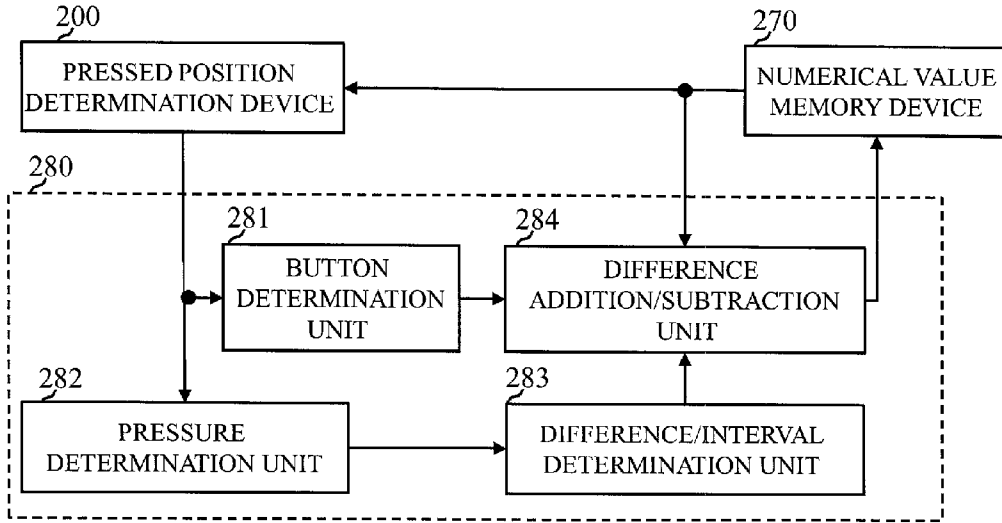 200
PRESSED POSITION
DETERMINATION DEVICE
270
NUMERICAL VALUE
MEMORY DEVICE
280
281
BUTTON
DETERMINATION
UNIT
284
DIFFERENCE
ADDITION/SUBTRACTION
UNIT
282
PRESSURE
DETERMINATION UNIT
283
DIFFERENCE/INTERVAL
DETERMINATION UNIT